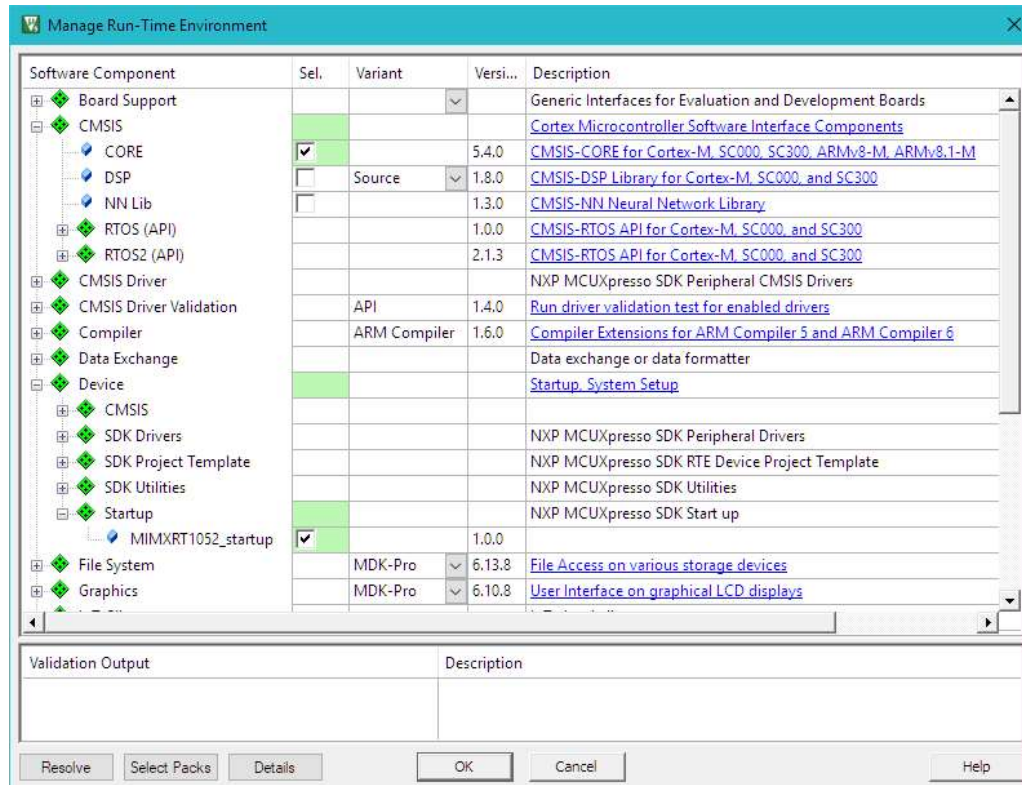 Manage Run-Time Environment
Software Component Sel. Variant Versi... Description
Board Support Generic Interfaces for Evaluation and Development Boards
CMSIS Cortex Microcontroller Software Interface Components
CORE 5.4.0 CMSIS-CORE for Cortex-M, SC000, SC300, ARMv8-M, ARMv8.1-M
DSP Source 1.8.0 CMSIS-DSP Library for Cortex-M, SC000, and SC300
NN Lib 1.3.0 CMSIS-NN Neural Network Library
RTOS (API) 1.0.0 CMSIS-RTOS API for Cortex-M, SC000, and SC300
RTOS2 (API) 2.1.3 CMSIS-RTOS API for Cortex-M, SC000, and SC300
CMSIS Driver NXP MCUXpresso SDK Peripheral CMSIS Drivers
CMSIS Driver Validation API 1.4.0 Run driver validation test for enabled drivers
Compiler ARM Compiler 1.6.0 Compiler Extensions for ARM Compiler 5 and ARM Compiler 6
Data Exchange Data exchange or data formatter
Device Startup, System Setup
CMSIS
SDK Drivers NXP MCUXpresso SDK Peripheral Drivers
SDK Project Template NXP MCUXpresso SDK RTE Device Project Template
SDK Utilities NXP MCUXpresso SDK Utilities
Startup NXP MCUXpresso SDK Start up
MIMXRT1052_startup 1.0.0
File System MDK-Pro 6.13.8 File Access on various storage devices
Graphics MDK-Pro 6.10.8 User Interface on graphical LCD displays
Validation Output Description
Resolve Select Packs Details OK Cancel Help